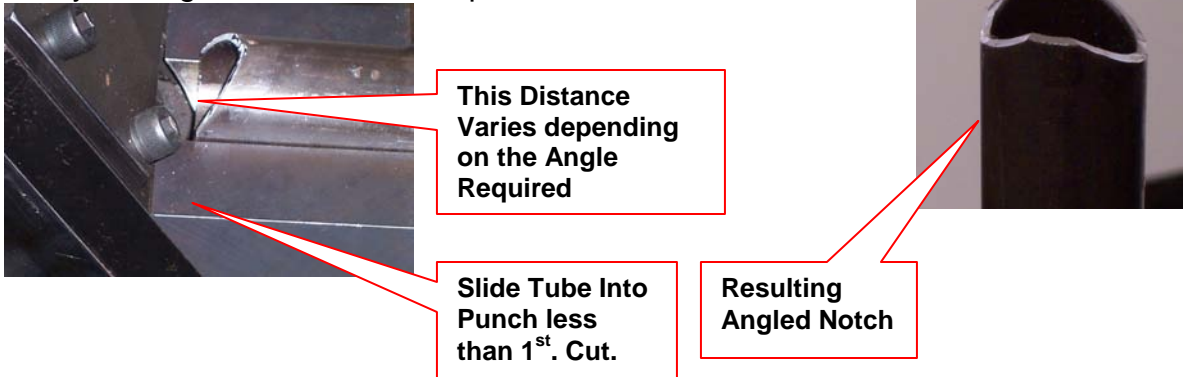 This Distance
Varies depending
on the Angle
Required
Slide Tube Into
Punch less
than 1st. Cut.
Resulting
Angled Notch